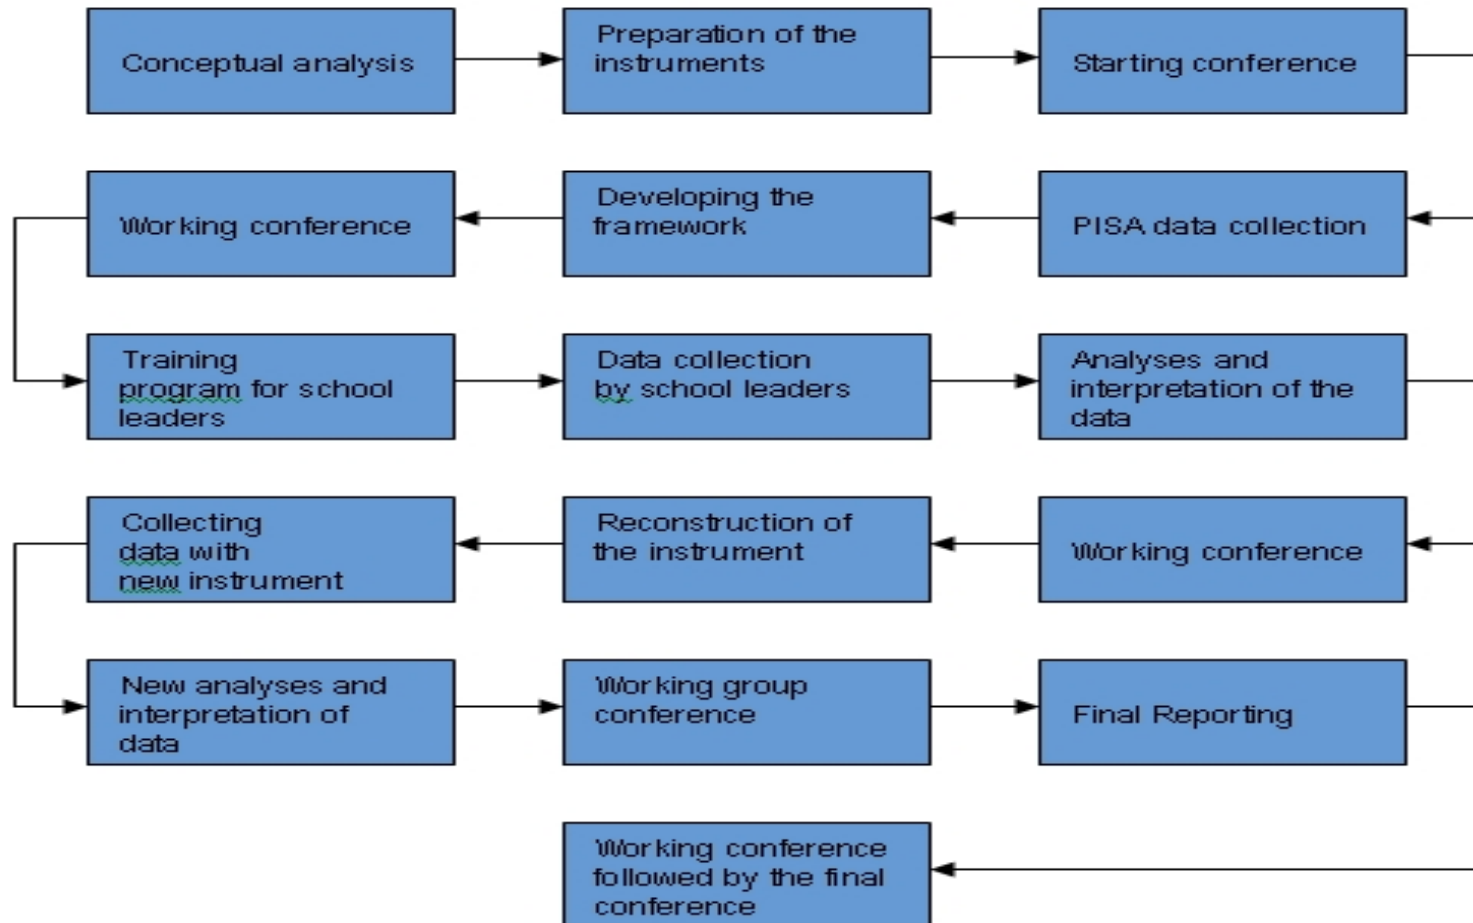 Conceptual analysis
Preparation of the
instruments
Starting conference
Working conference
Developing the
framework
PISA data collection
Training
program for school
leaders
Data collection
by school leaders
Analyses and
interpretation of the
data
Collecting
data with
new instrument
Reconstruction of
the instrument
Working conference
New analyses and
interpretation of
data
Working group
conference
Final Reporting
Working conference
followed by the final
conference